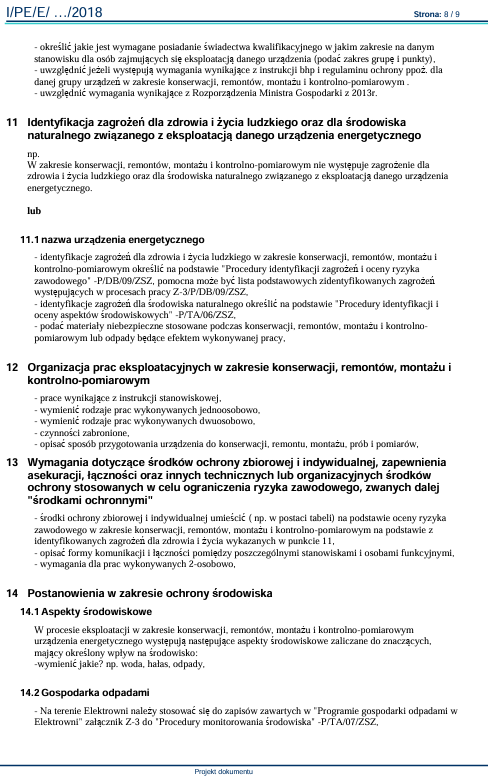 I/PE/E/ .../2018
Strona: 8 / 9
- określić jakie jest wymagane posiadanie świadectwa kwalifikacyjnego w jakim zakresie na danym
stanowisku dla osób zajmujących się eksploatacją danego urządzenia (podać zakres grupę i punkty),
- uwzględnić jeżeli występują wymagania wynikające z instrukcji bhp i regulaminu ochrony ppoż. dla
danej grupy urządzeń w zakresie konserwacji, remontów, montażu i kontrolno-pomiarowym .
- uwzględnić wymagania wynikające z Rozporządzenia Ministra Gospodarki z 2013r.
11 Identyfikacja zagrożeń dla zdrowia i życia ludzkiego oraz dla środowiska
naturalnego związanego z eksploatacją danego urządzenia energetycznego
np.
W zakresie konserwacji, remontów, montażu i kontrolno-pomiarowym nie występuje zagrożenie dla
zdrowia i życia ludzkiego oraz dla środowiska naturalnego związanego z eksploatacją danego urządzenia
energetycznego.
lub
11.1 nazwa urządzenia energetycznego
- identyfikacje zagrożeń dla zdrowia i życia ludzkiego w zakresie konserwacji, remontów, montażu i
kontrolno-pomiarowym określić na podstawie "Procedury identyfikacji zagrożeń i oceny ryzyka
zawodowego" -P/DB/09/ZSZ, pomocna może być lista podstawowych zidentyfikowanych zagrożeń
występujących w procesach pracy Z-3/P/DB/09/ZSZ,
- identyfikacje zagrożeń dla środowiska naturalnego określić na podstawie "Procedury identyfikacji i
oceny aspektów środowiskowych" -P/TA/06/ZSZ,
- podać materiały niebezpieczne stosowane podczas konserwacji, remontów, montażu i kontrolno-
pomiarowym lub odpady będące efektem wykonywanej pracy,
12 Organizacja prac eksploatacyjnych w zakresie konserwacji, remontów, montażu i
kontrolno-pomiarowym
- prace wynikające z instrukcji stanowiskowej,
- wymienić rodzaje prac wykonywanych jednoosobowo,
- wymienić rodzaje prac wykonywanych dwuosobowo,
- czynności zabronione,
- opisać sposób przygotowania urządzenia do konserwacji, remontu, montażu, prób i pomiarów,
13 Wymagania dotyczące środków ochrony zbiorowej i indywidualnej, zapewnienia
asekuracji, łączności oraz innych technicznych lub organizacyjnych środków
ochrony stosowanych w celu ograniczenia ryzyka zawodowego, zwanych dalej
"środkami ochronnymi"
- środki ochrony zbiorowej i indywidualnej umieścić ( np. w postaci tabeli) na podstawie oceny ryzyka
zawodowego w zakresie konserwacji, remontów, montażu i kontrolno-pomiarowym na podstawie z
identyfikowanych zagrożeń dla zdrowia i życia wykazanych w punkcie 11,
- opisać formy komunikacji i łączności pomiędzy poszczególnymi stanowiskami i osobami funkcyjnymi,
- wymagania dla prac wykonywanych 2-osobowo,
14 Postanowienia w zakresie ochrony środowiska
14.1 Aspekty środowiskowe
W procesie eksploatacji w zakresie konserwacji, remontów, montażu i kontrolno-pomiarowym
urządzenia energetycznego występują następujące aspekty środowiskowe zaliczane do znaczących,
mający określony wpływ na środowisko:
-wymienić jakie? np. woda, hałas, odpady,
14.2 Gospodarka odpadami
- Na terenie Elektrowni należy stosować się do zapisów zawartych w "Programie gospodarki odpadami w
Elektrowni" załącznik Z-3 do "Procedury monitorowania środowiska" -P/TA/07/ZSZ,
Projekt dokumentu